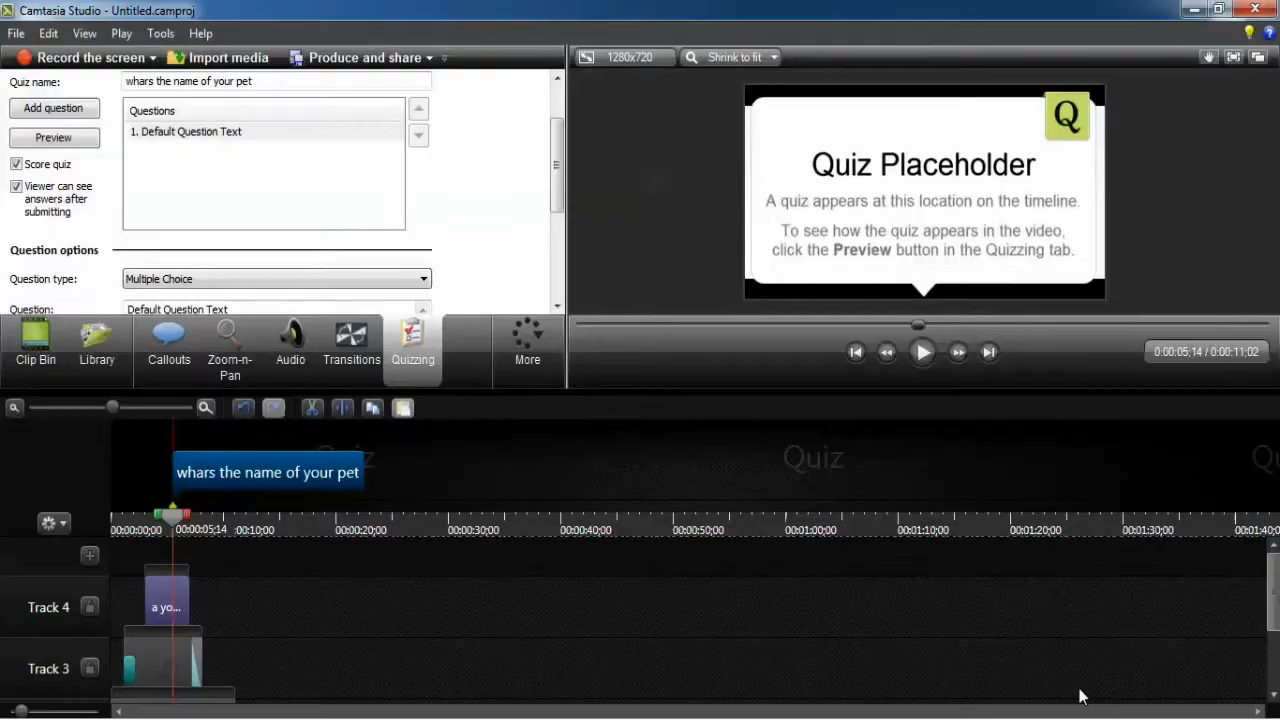 Camtasia Studio - Untitled.camproj
File Edit View Play Tools Help
Record the screen Import media Produce and share
1280x720 Shrink to fit
Quiz name: whars the name of your pet
Add question
Preview
Questions
1. Default Question Text
Score quiz
Viewer can see
answers after
submitting
Question options
Question type: Multiple Choice
Question: Default Question Text
Q
Quiz Placeholder
A quiz appears at this location on the timeline.
To see how the quiz appears in the video,
click the Preview button in the Quizzing tab.
Clip Bin Library Callouts Zoom-n-
Pan Audio Transitions Quizzing More
0:00:05;14 / 0:00:11;02
Quiz
whars the name of your pet
00:00:00;00 00:00:05;14 :00:10;00 00:00:20;00 00:00:30;00 00:00:40;00 00:00:50;00 00:01:00;00 00:01:10;00 00:01:20;00 00:01:30;00 00:01:40;00
Track 4 a yo...
Track 3